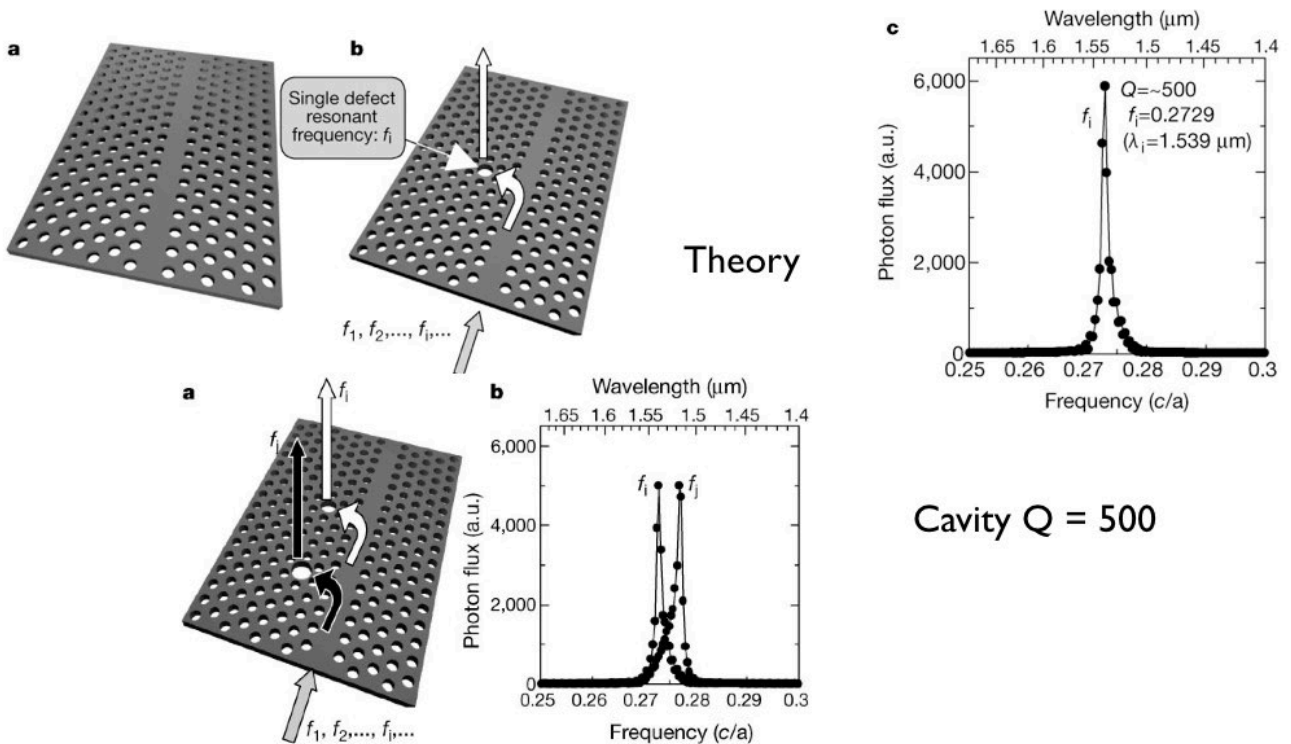 a
b
Single defect
resonant
frequency: fi
f1, f2,..., fi,...
Theory
c
Wavelength (μm)
1.65 1.6 1.55 1.5 1.45 1.4
Photon flux (a.u.)
6,000
4,000
2,000
0
fi
Q=~500
fi=0.2729
(λi=1.539 μm)
0.25 0.26 0.27 0.28 0.29 0.3
Frequency (c/a)
a
fi
fj
f1, f2,..., fi,...
b
Wavelength (μm)
1.65 1.6 1.55 1.5 1.45 1.4
Photon flux (a.u.)
6,000
4,000
2,000
0
fi
fj
0.25 0.26 0.27 0.28 0.29 0.3
Frequency (c/a)
Cavity Q = 500